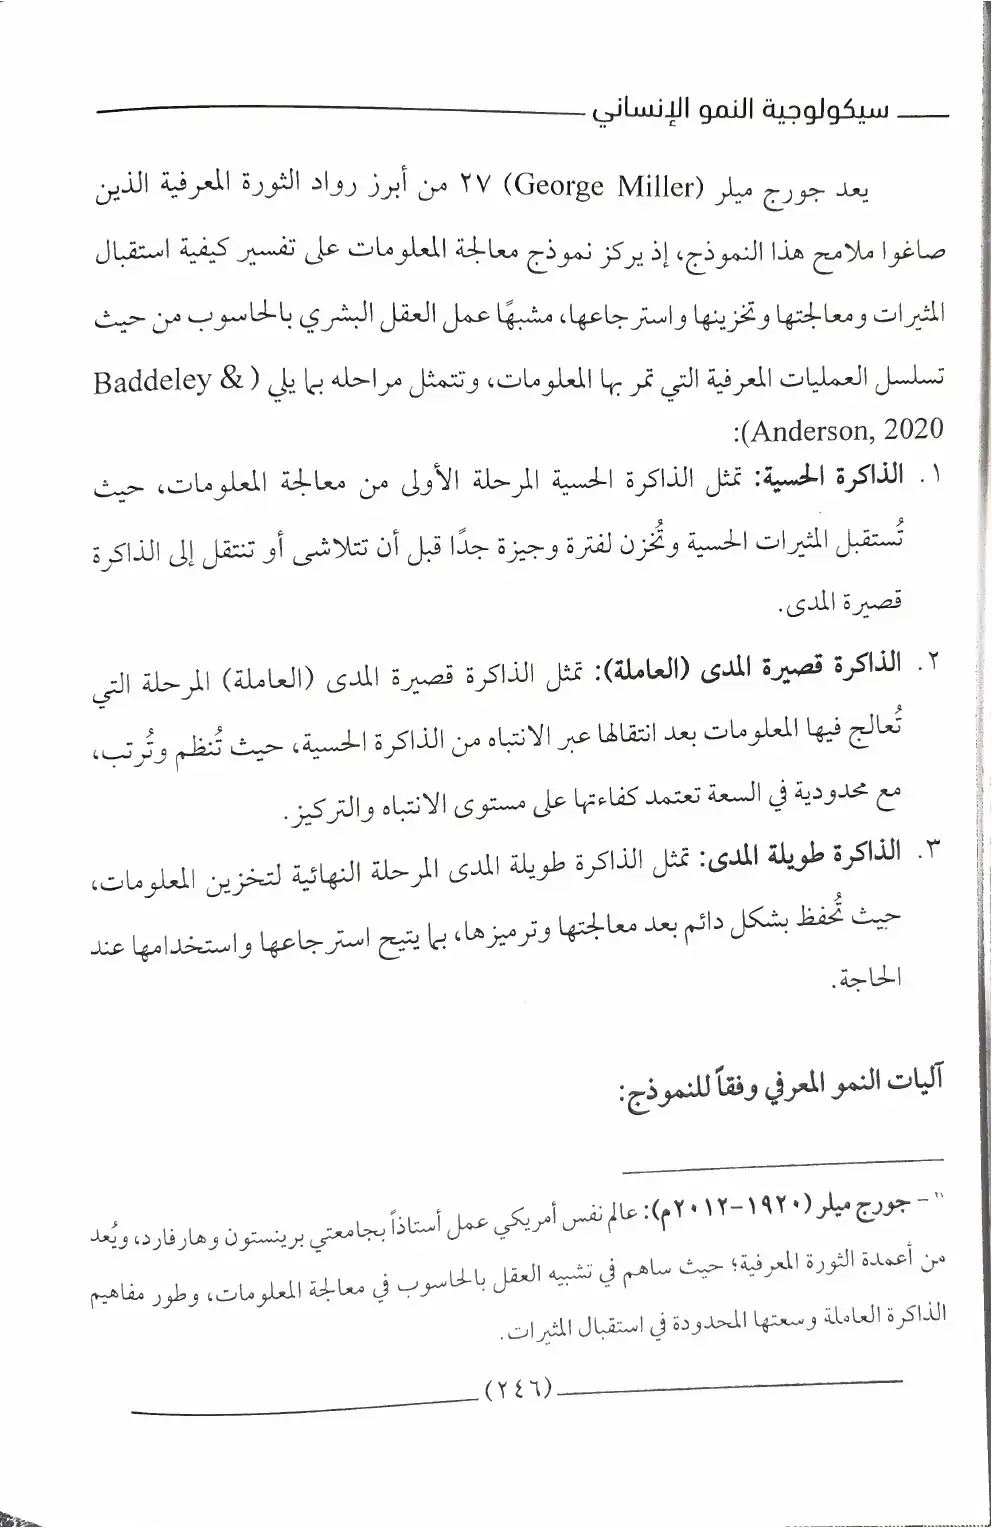 سيكولوجية النمو الإنساني
يعد جورج ميلر (George Miller) ٢٧ من أبرز رواد الثورة المعرفية الذين
صاغوا ملامح هذا النموذج، إذ يركز نموذج معالجة المعلومات على تفسير كيفية استقبال
المثيرات ومعالجتها وتخزينها واسترجاعها، مشبهًا عمل العقل البشري بالحاسوب من حيث
تسلسل العمليات المعرفية التي تمر بها المعلومات، وتتمثل مراحله بما يلي (Baddeley &
Anderson, 2020):
١. الذاكرة الحسية: تمثل الذاكرة الحسية المرحلة الأولى من معالجة المعلومات، حيث
تُستقبل المثيرات الحسية وتُخزن لفترة وجيزة جدًا قبل أن تتلاشى أو تنتقل إلى الذاكرة
قصيرة المدى.
٢. الذاكرة قصيرة المدى (العاملة): تمثل الذاكرة قصيرة المدى (العاملة) المرحلة التي
تُعالج فيها المعلومات بعد انتقالها عبر الانتباه من الذاكرة الحسية، حيث تُنظم وتُرتب،
مع محدودية في السعة تعتمد كفاءتها على مستوى الانتباه والتركيز.
٣. الذاكرة طويلة المدى: تمثل الذاكرة طويلة المدى المرحلة النهائية لتخزين المعلومات،
حيث تُحفظ بشكل دائم بعد معالجتها وترميزها، بما يتيح استرجاعها واستخدامها عند
الحاجة.
آليات النمو المعرفي وفقاً للنموذج:
- جورج ميلر (١٩٢٠-٢٠١٢م): عالم نفس أمريكي عمل أستاذاً بجامعتي برينستون وهارفارد، ويُعد
من أعمدة الثورة المعرفية؛ حيث ساهم في تشبيه العقل بالحاسوب في معالجة المعلومات، وطور مفاهيم
الذاكرة العاملة وسعتها المحدودة في استقبال المثيرات.
(٢٤٦)